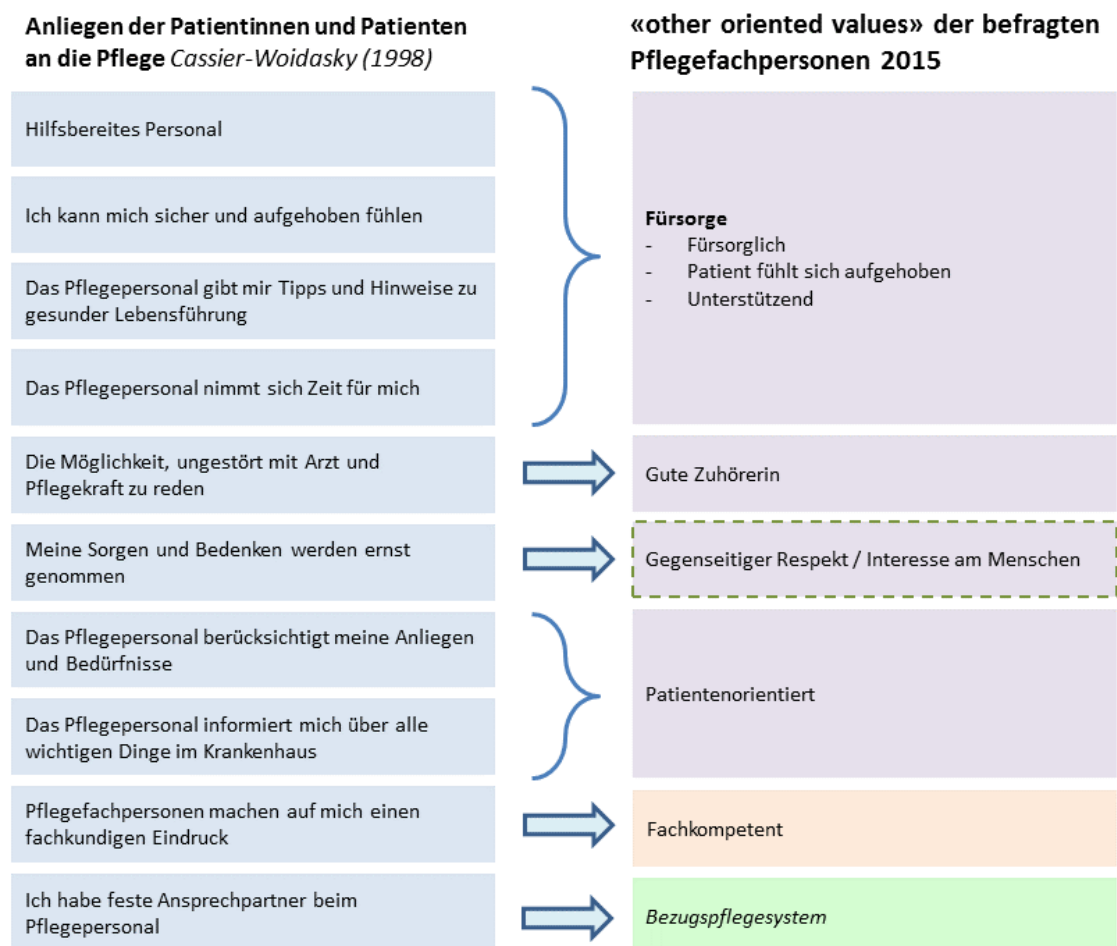 Anliegen der Patientinnen und Patienten
an die Pflege Cassier-Woidasky (1998)
«other oriented values» der befragten
Pflegefachpersonen 2015
Hilfsbereites Personal
Ich kann mich sicher und aufgehoben fühlen
Das Pflegepersonal gibt mir Tipps und Hinweise zu
gesunder Lebensführung
Das Pflegepersonal nimmt sich Zeit für mich
Fürsorge
- Fürsorglich
- Patient fühlt sich aufgehoben
- Unterstützend
Die Möglichkeit, ungestört mit Arzt und
Pflegekraft zu reden
Gute Zuhörerin
Meine Sorgen und Bedenken werden ernst
genommen
Gegenseitiger Respekt / Interesse am Menschen
Das Pflegepersonal berücksichtigt meine Anliegen
und Bedürfnisse
Das Pflegepersonal informiert mich über alle
wichtigen Dinge im Krankenhaus
Patientenorientiert
Pflegefachpersonen machen auf mich einen
fachkundigen Eindruck
Fachkompetent
Ich habe feste Ansprechpartner beim
Pflegepersonal
Bezugspflegesystem